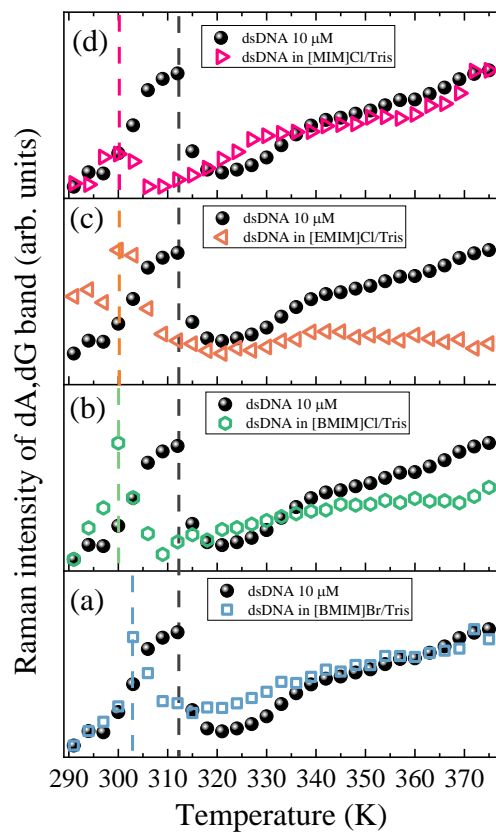 (d)
dsDNA 10 μM
dsDNA in [MIM]Cl/Tris
(c)
dsDNA 10 μM
dsDNA in [EMIM]Cl/Tris
(b)
dsDNA 10 μM
dsDNA in [BMIM]Cl/Tris
(a)
dsDNA 10 μM
dsDNA in [BMIM]Br/Tris
Raman intensity of dA,dG band (arb. units)
290 300 310 320 330 340 350 360 370
Temperature (K)